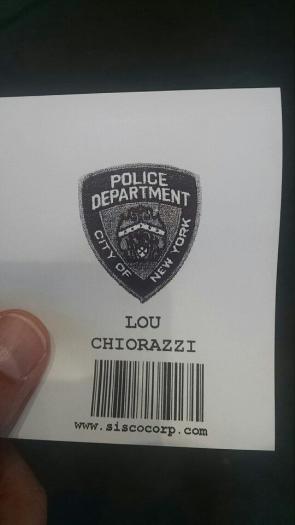 POLICE
DEPARTMENT
CITY OF
NEW YORK
LOU
CHIORAZZI
www.siscocorp.com